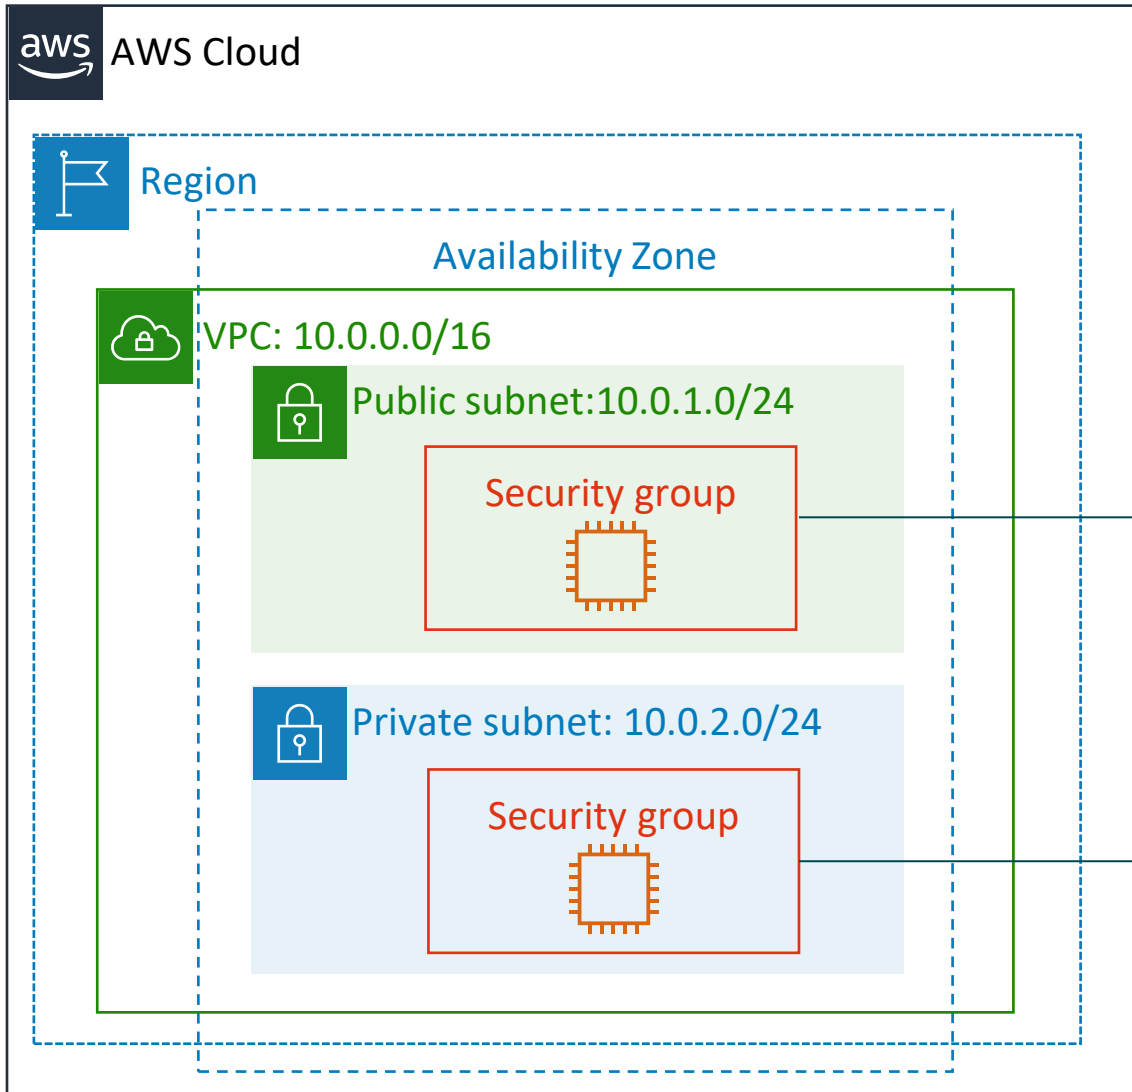 aws
AWS Cloud
Region
Availability Zone
VPC: 10.0.0.0/16
Public subnet:10.0.1.0/24
Security group
Private subnet: 10.0.2.0/24
Security group